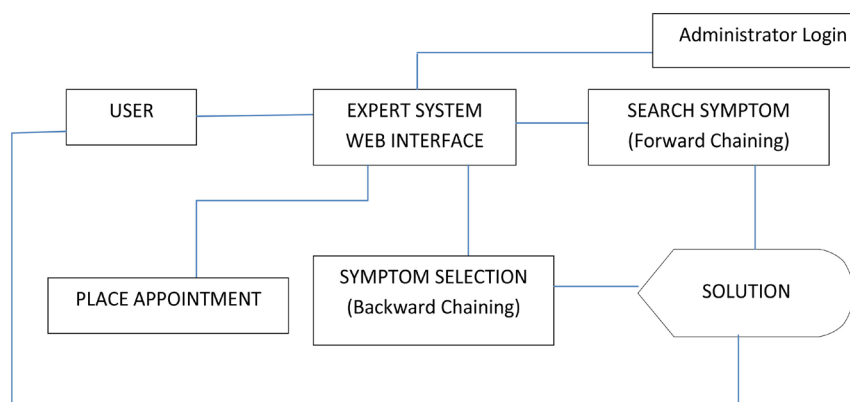 Administrator Login
USER
EXPERT SYSTEM
WEB INTERFACE
SEARCH SYMPTOM
(Forward Chaining)
PLACE APPOINTMENT
SYMPTOM SELECTION
(Backward Chaining)
SOLUTION